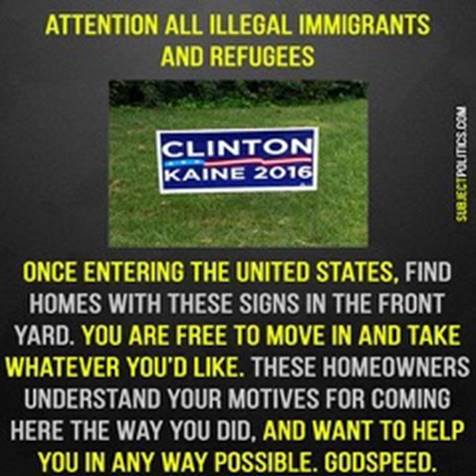 ATTENTION ALL ILLEGAL IMMIGRANTS
AND REFUGEES
CLINTON
KAINE 2016
SUBJECTPOLITICS.COM
ONCE ENTERING THE UNITED STATES, FIND
HOMES WITH THESE SIGNS IN THE FRONT
YARD. YOU ARE FREE TO MOVE IN AND TAKE
WHATEVER YOU'D LIKE. THESE HOMEOWNERS
UNDERSTAND YOUR MOTIVES FOR COMING
HERE THE WAY YOU DID, AND WANT TO HELP
YOU IN ANY WAY POSSIBLE. GODSPEED.